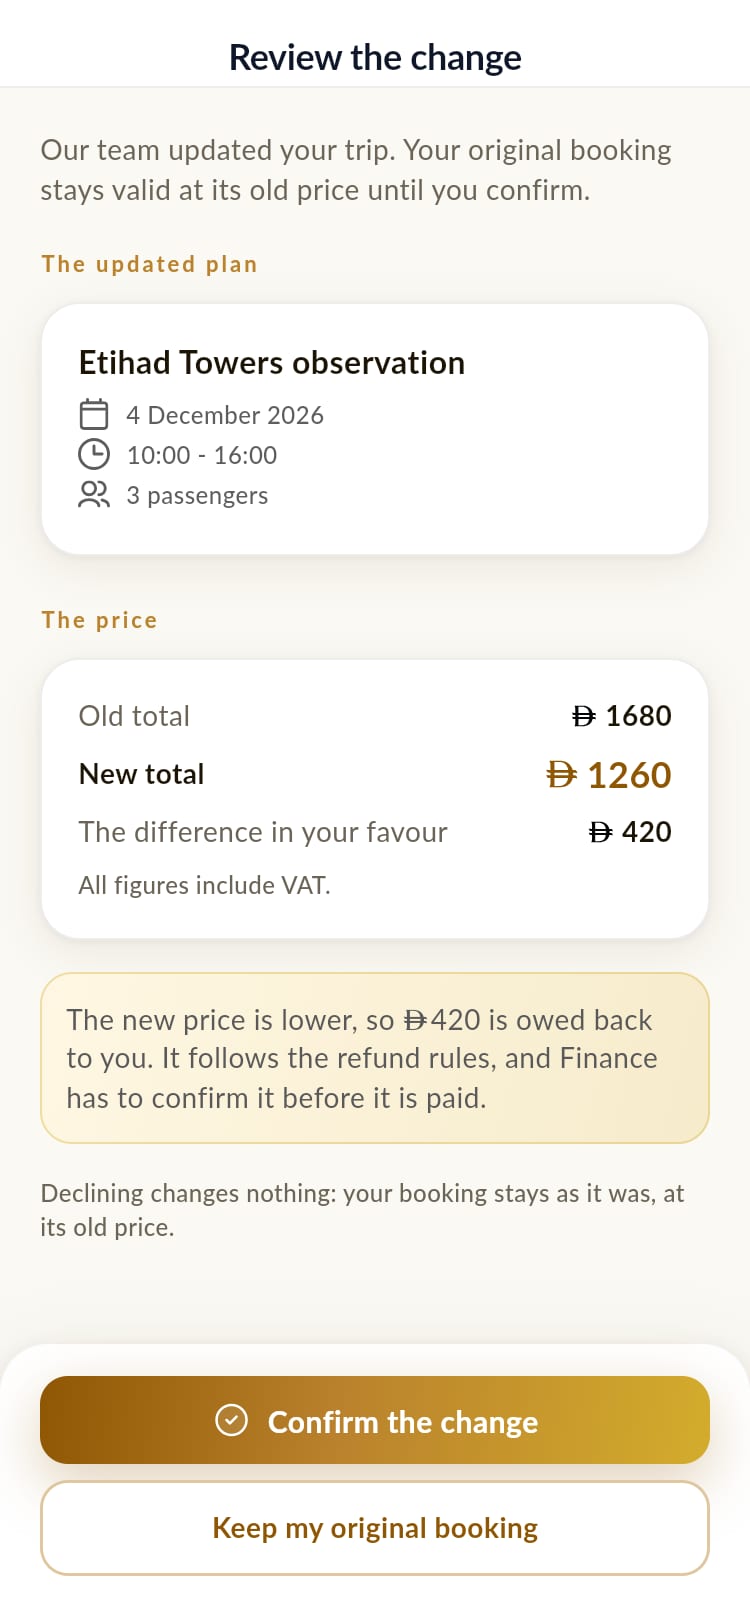 Review the change
Our team updated your trip. Your original booking
stays valid at its old price until you confirm.
The updated plan
Etihad Towers observation
4 December 2026
10:00 - 16:00
3 passengers
The price
Old total 
New total 
The difference in your favour 
All figures include VAT.
The new price is lower, so 420 is owed back
to you. It follows the refund rules, and Finance
has to confirm it before it is paid.
Declining changes nothing: your booking stays as it was, at
its old price.
Confirm the change
Keep my original booking